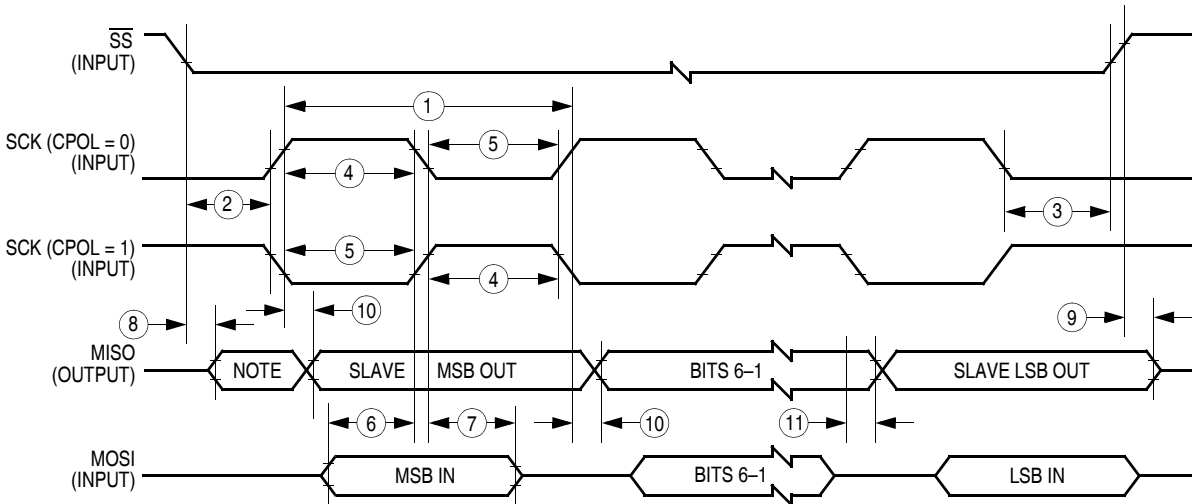 SS
(INPUT)
1
SCK (CPOL = 0)
(INPUT)
5
4
2
3
SCK (CPOL = 1)
(INPUT)
5
4
8
10
9
MISO
(OUTPUT)
NOTE
SLAVE MSB OUT
BITS 6–1
SLAVE LSB OUT
6
7
10
11
MOSI
(INPUT)
MSB IN
BITS 6–1
LSB IN